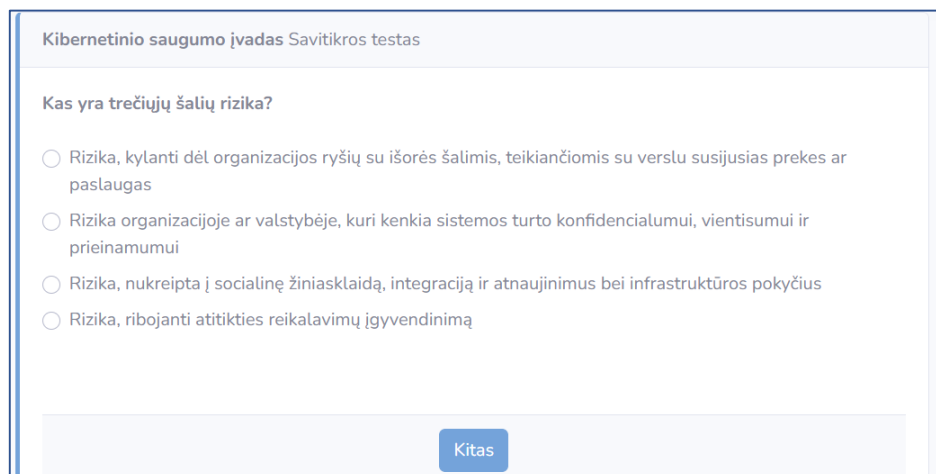 Kibernetinio saugumo įvadas Savitikros testas
Kas yra trečiųjų šalių rizika?
Rizika, kylanti dėl organizacijos ryšių su išorės šalimis, teikiančiomis su verslu susijusias prekes ar
paslaugas
Rizika organizacijoje ar valstybėje, kuri kenkia sistemos turto konfidencialumui, vientisumui ir
prieinamumui
Rizika, nukreipta į socialinę žiniasklaidą, integraciją ir atnaujinimus bei infrastruktūros pokyčius
Rizika, ribojanti atitikties reikalavimų įgyvendinimą
Kitas